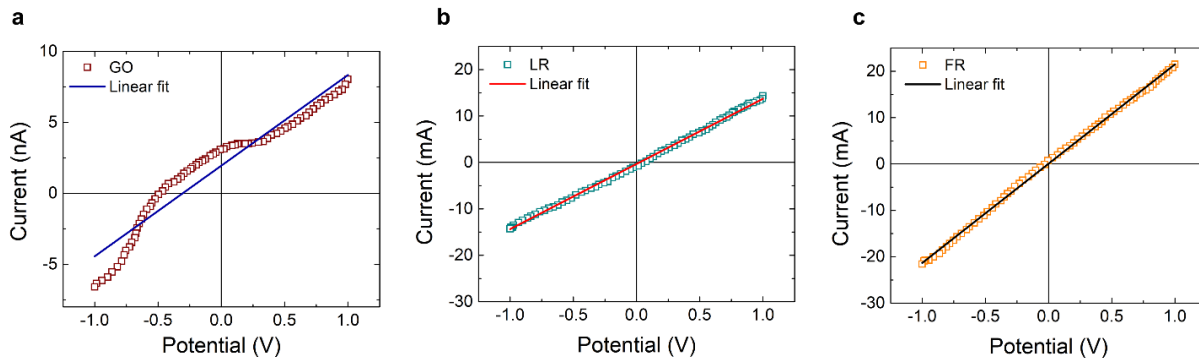 a
GO
Linear fit
Current (nA)
10
5
0
-5
-1.0 -0.5 0.0 0.5 1.0
Potential (V)
b
LR
Linear fit
Current (mA)
20
10
0
-10
-20
-30
-1.0 -0.5 0.0 0.5 1.0
Potential (V)
c
FR
Linear fit
Current (mA)
20
10
0
-10
-20
-30
-1.0 -0.5 0.0 0.5 1.0
Potential (V)